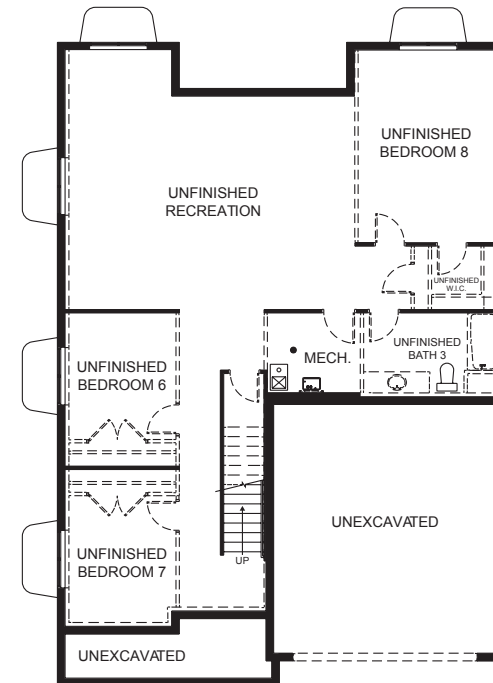 UNFINISHED
BEDROOM 8
UNFINISHED
RECREATION
UNFINISHED
W.I.C.
UNFINISHED
BATH 3
MECH.
UNFINISHED
BEDROOM 6
UNEXCAVATED
UNFINISHED
BEDROOM 7
UP
UNEXCAVATED